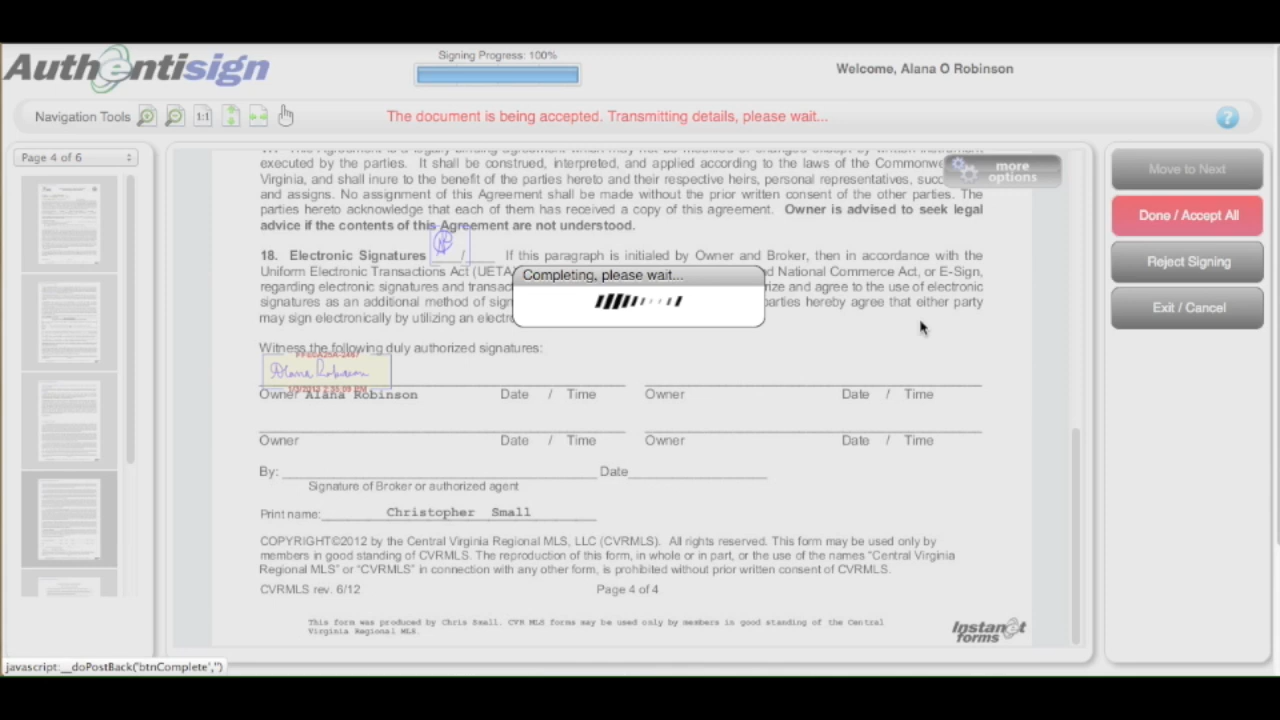 Authentisign
Signing Progress: 100%
Welcome, Alana O Robinson
Navigation Tools
1:1
The document is being accepted. Transmitting details, please wait...
?
Page 4 of 6
more
options
Move to Next
Done / Accept All
Reject Signing
Exit / Cancel
executed by the parties. It shall be construed, interpreted, and applied according to the laws of the Commonwe
Virginia, and shall inure to the benefit of the parties hereto and their respective heirs, personal representatives, succ
and assigns. No assignment of this Agreement shall be made without the prior written consent of the other parties. The
parties hereto acknowledge that each of them has received a copy of this agreement. Owner is advised to seek legal
advice if the contents of this Agreement are not understood.
18. Electronic Signatures / If this paragraph is initialed by Owner and Broker, then in accordance with the
Uniform Electronic Transactions Act (UETA nd National Commerce Act, or E-Sign,
regarding electronic signatures and transac rize and agree to the use of electronic
signatures as an additional method of sign parties hereby agree that either party
may sign electronically by utilizing an electr
Completing, please wait...
Witness the following duly authorized signatures:
Alana Robinson
Owner Alana Robinson Date / Time Owner Date / Time
Owner Date / Time Owner Date / Time
By: Date
Signature of Broker or authorized agent
Print name: Christopher Small
COPYRIGHT©2012 by the Central Virginia Regional MLS, LLC (CVRMLS). All rights reserved. This form may be used only by
members in good standing of CVRMLS. The reproduction of this form, in whole or in part, or the use of the names "Central Virginia
Regional MLS" or "CVRMLS" in connection with any other form, is prohibited without prior written consent of CVRMLS.
CVRMLS rev. 6/12 Page 4 of 4
This form was produced by Chris Small. CVR MLS forms may be used only by members in good standing of the Central
Virginia Regional MLS.
Instanet
forms
javascript:__doPostBack('btnComplete','')